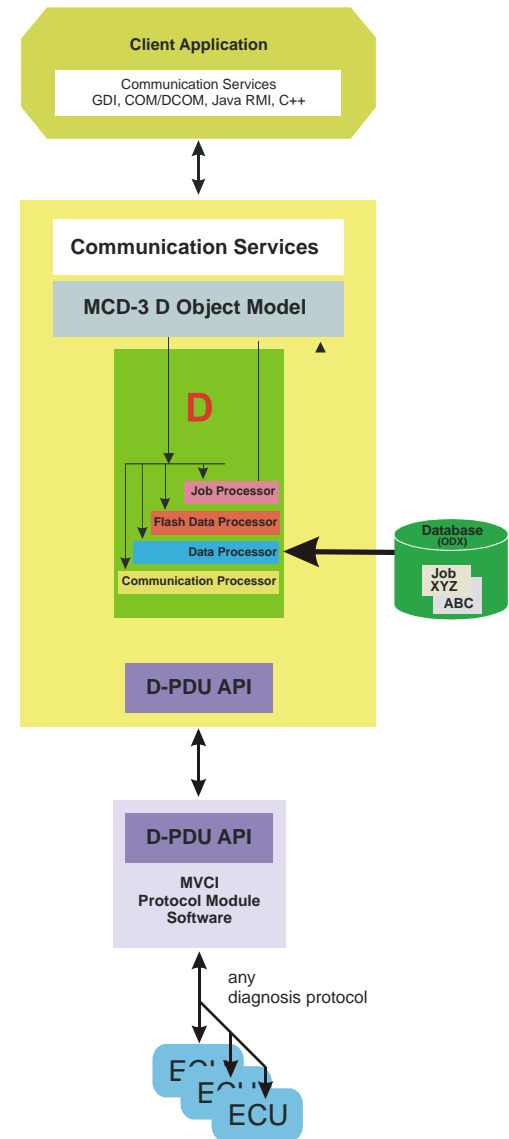 Client Application
Communication Services
GDI, COM/DCOM, Java RMI, C++
Communication Services
MCD-3 D Object Model
D
Job Processor
Flash Data Processor
Data Processor
Communication Processor
Database
(ODX)
Job
XYZ
ABC
D-PDU API
D-PDU API
MVCI
Protocol Module
Software
any
diagnosis protocol
ECU
ECU
ECU